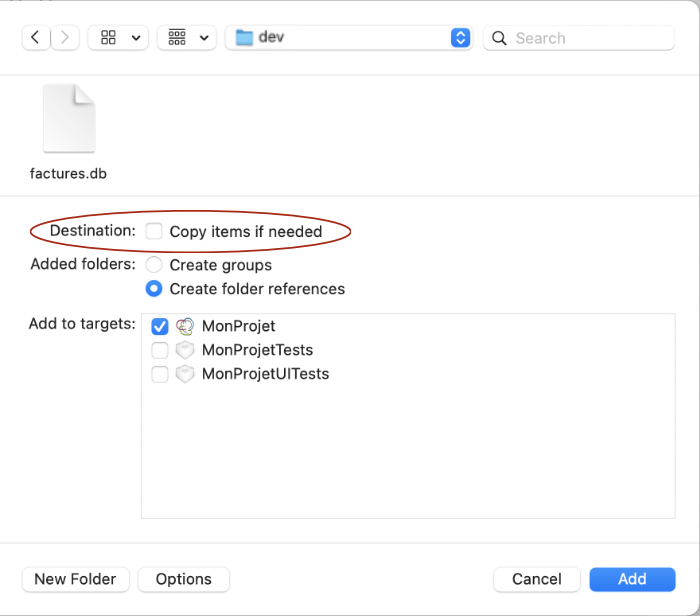 dev
Search
factures.db
Destination: Copy items if needed
Added folders: Create groups
Create folder references
Add to targets: MonProjet
MonProjetTests
MonProjetUITests
New Folder Options Cancel Add